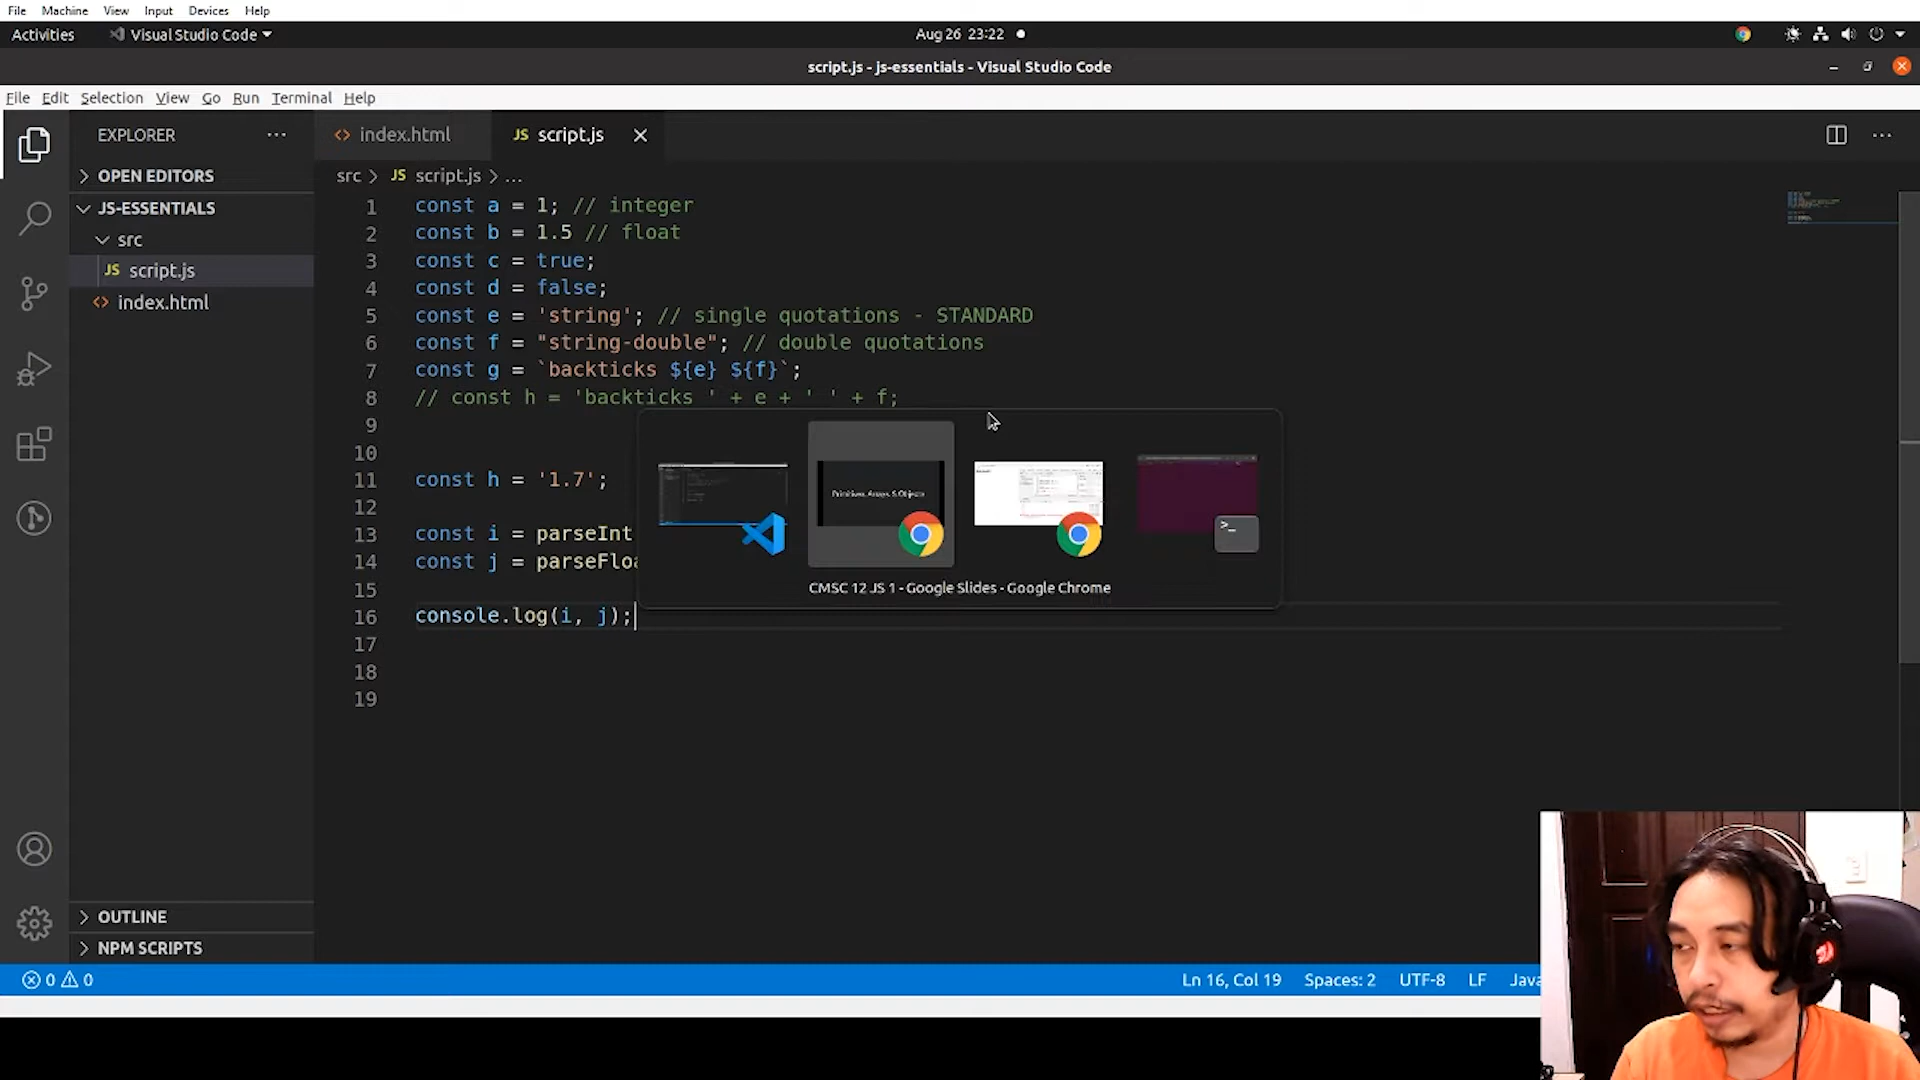 File Machine View Input Devices Help
Activities Visual Studio Code Aug 26 23:22
script.js - js-essentials - Visual Studio Code
File Edit Selection View Go Run Terminal Help
EXPLORER
OPEN EDITORS
JS-ESSENTIALS
src
JS script.js
<> index.html
OUTLINE
NPM SCRIPTS
<> index.html JS script.js
src > JS script.js > ...
1 const a = 1; // integer
2 const b = 1.5 // float
3 const c = true;
4 const d = false;
5 const e = 'string'; // single quotations - STANDARD
6 const f = "string-double"; // double quotations
7 const g = `backticks ${e} ${f}`;
8 // const h = 'backticks ' + e + ' ' + f;
9
10
11 const h = '1.7';
12
13 const i = parseInt
14 const j = parseFloa
15
16 console.log(i, j);
17
18
19
Primitives, Arrays, & Objects
>_
CMSC 12 JS 1 - Google Slides - Google Chrome
0 0 Ln 16, Col 19 Spaces: 2 UTF-8 LF Java